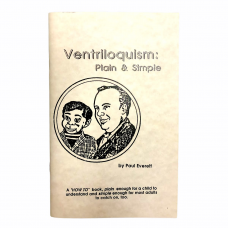 Ventriloquism:
Plain & Simple
by Paul Everett
A "HOW TO" book, plain enough for a child to
understand and simple enough for most adults
to catch on, too.